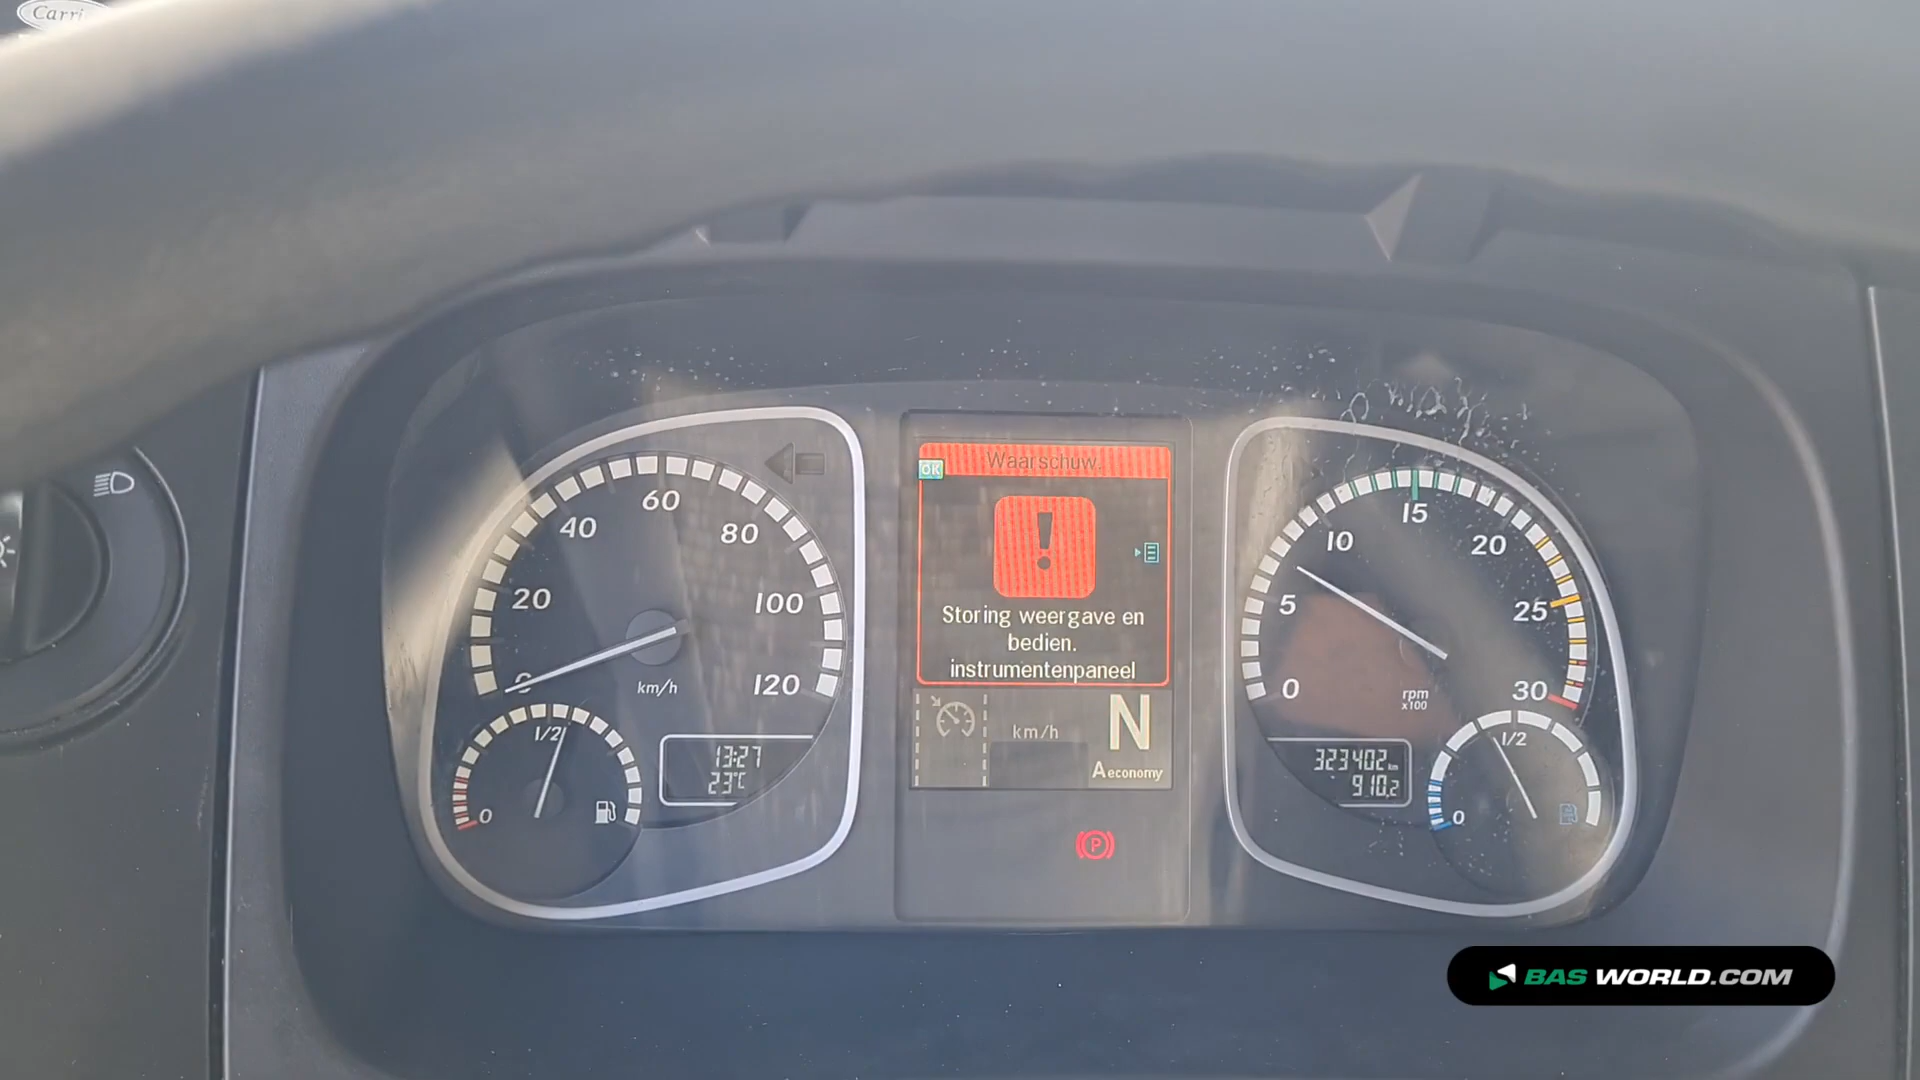 Carri
60
40
80
20
100
0
km/h
120
1/2
0
13:27
23°C
Waarschuw.
OK
!
Storing weergave en
bedien.
instrumentenpaneel
km/h
N
A economy
P
15
10
20
5
25
0
30
rpm
x100
323402 km
910,2
1/2
0
BAS WORLD.COM